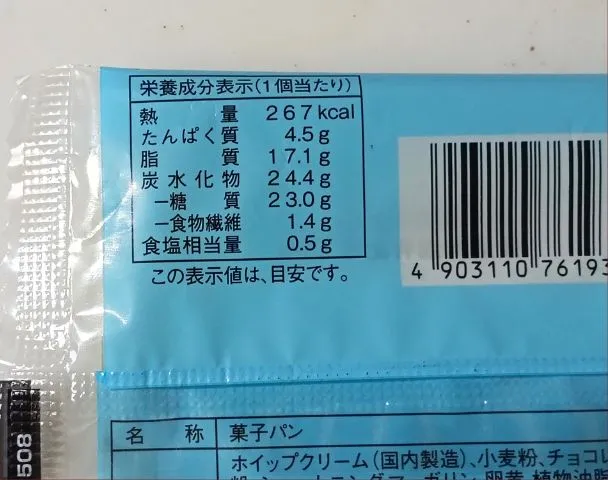 栄養成分表示(1個当たり)
熱量 267kcal
たんぱく質 4.5g
脂質 17.1g
炭水化物 24.4g
－糖質 23.0g
－食物繊維 1.4g
食塩相当量 0.5g
この表示値は、目安です。
4 903110 76193
名称 菓子パン
ホイップクリーム(国内製造)、小麦粉、チョコレ
508